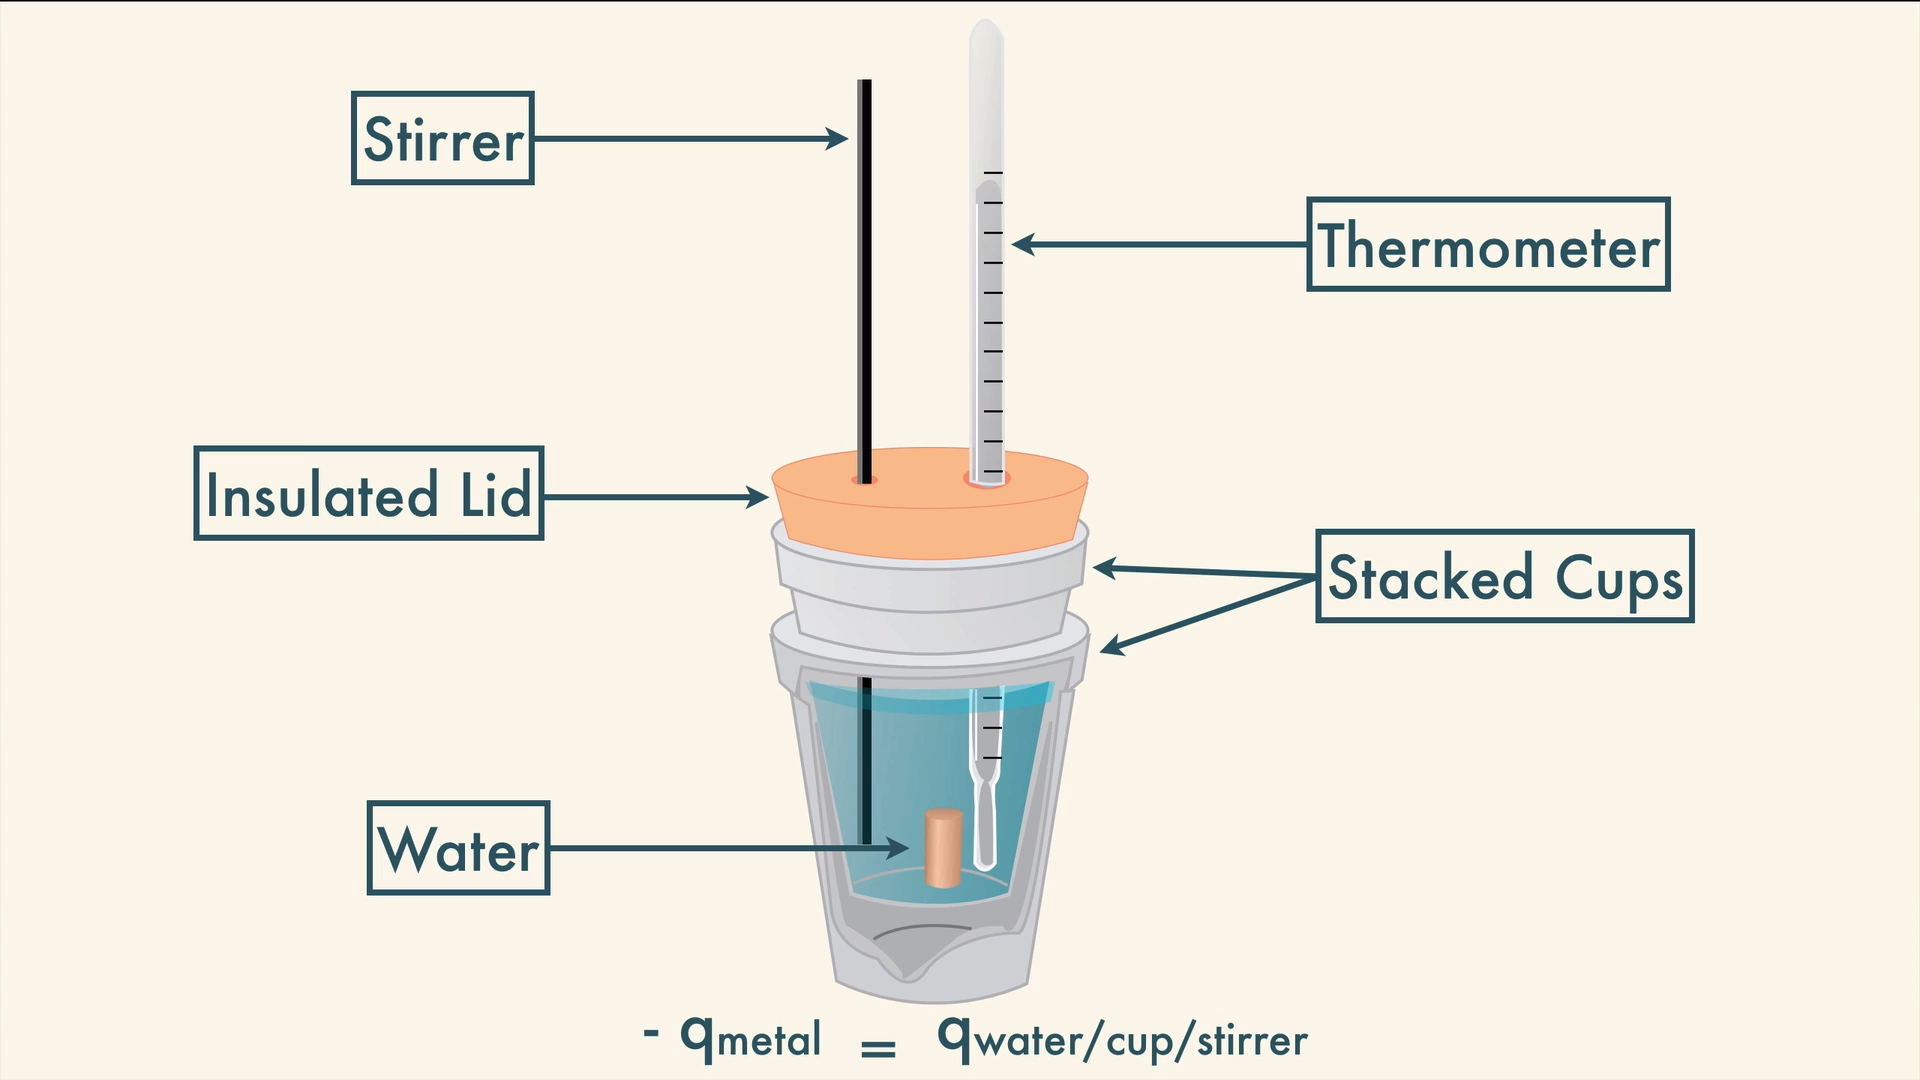 Stirrer
Thermometer
Insulated Lid
Stacked Cups
Water
- qmetal = qwater/cup/stirrer